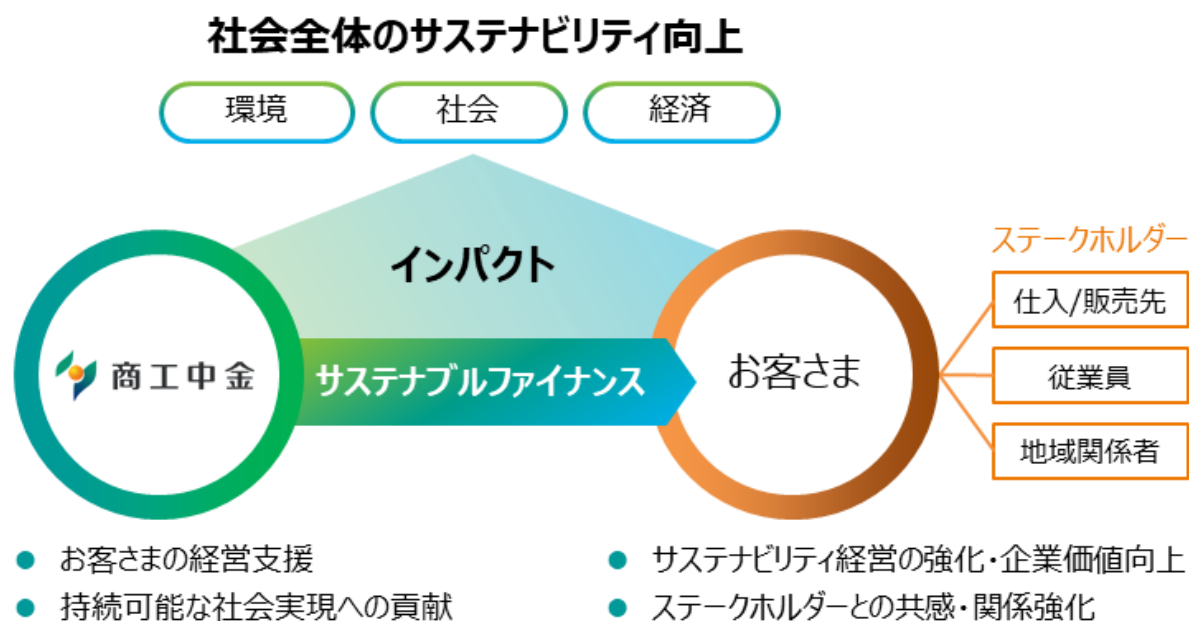 社会全体のサステナビリティ向上
環境
社会
経済
インパクト
商工中金
サステナブルファイナンス
お客さま
ステークホルダー
仕入/販売先
従業員
地域関係者
● お客さまの経営支援
● 持続可能な社会実現への貢献
● サステナビリティ経営の強化・企業価値向上
● ステークホルダーとの共感・関係強化